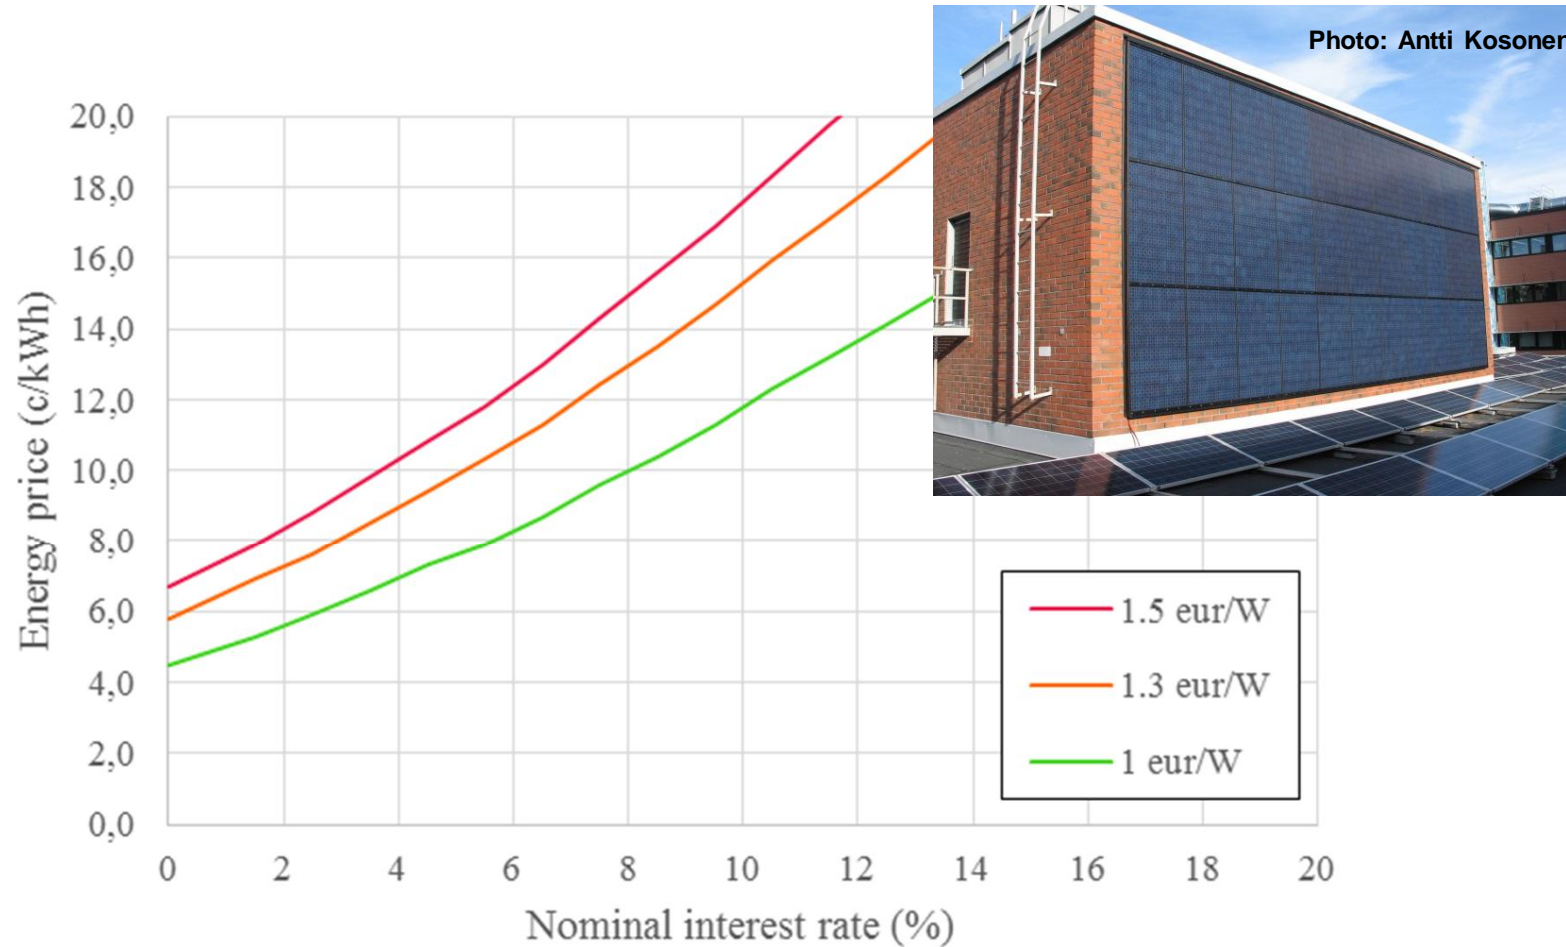 Photo: Antti Kosonen
20,0
18,0
16,0
14,0
12,0
10,0
8,0
6,0
4,0
2,0
0,0
Energy price (c/kWh)
1.5 eur/W
1.3 eur/W
1 eur/W
0 2 4 6 8 10 12 14 16 18 20
Nominal interest rate (%)